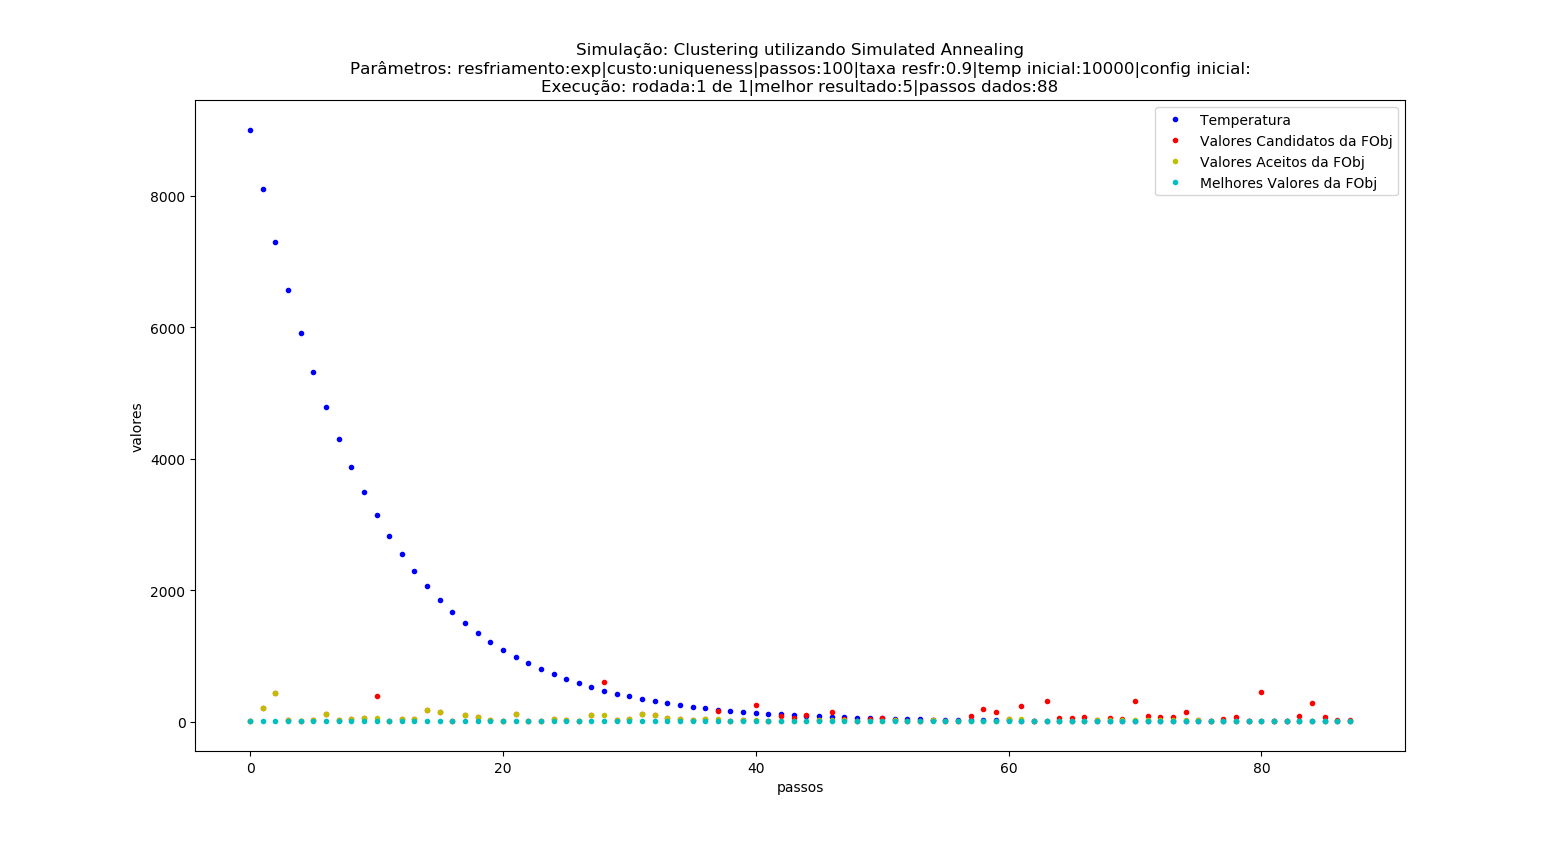 Simulação: Clustering utilizando Simulated Annealing
Parâmetros: resfriamento:exp|custo:uniqueness|passos:100|taxa resfr:0.9|temp inicial:10000|config inicial:
Execução: rodada:1 de 1|melhor resultado:5|passos dados:88
Temperatura
Valores Candidatos da FObj
Valores Aceitos da FObj
Melhores Valores da FObj
8000
6000
4000
2000
0
valores
0 20 40 60 80
passos